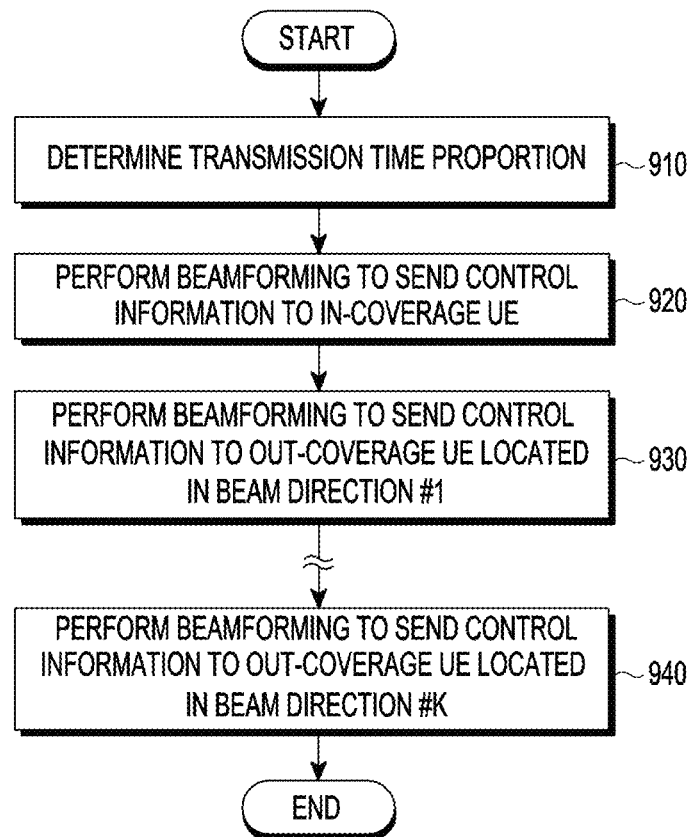 START
DETERMINE TRANSMISSION TIME PROPORTION
910
PERFORM BEAMFORMING TO SEND CONTROL
INFORMATION TO IN-COVERAGE UE
920
PERFORM BEAMFORMING TO SEND CONTROL
INFORMATION TO OUT-COVERAGE UE LOCATED
IN BEAM DIRECTION #1
930
PERFORM BEAMFORMING TO SEND CONTROL
INFORMATION TO OUT-COVERAGE UE LOCATED
IN BEAM DIRECTION #K
940
END